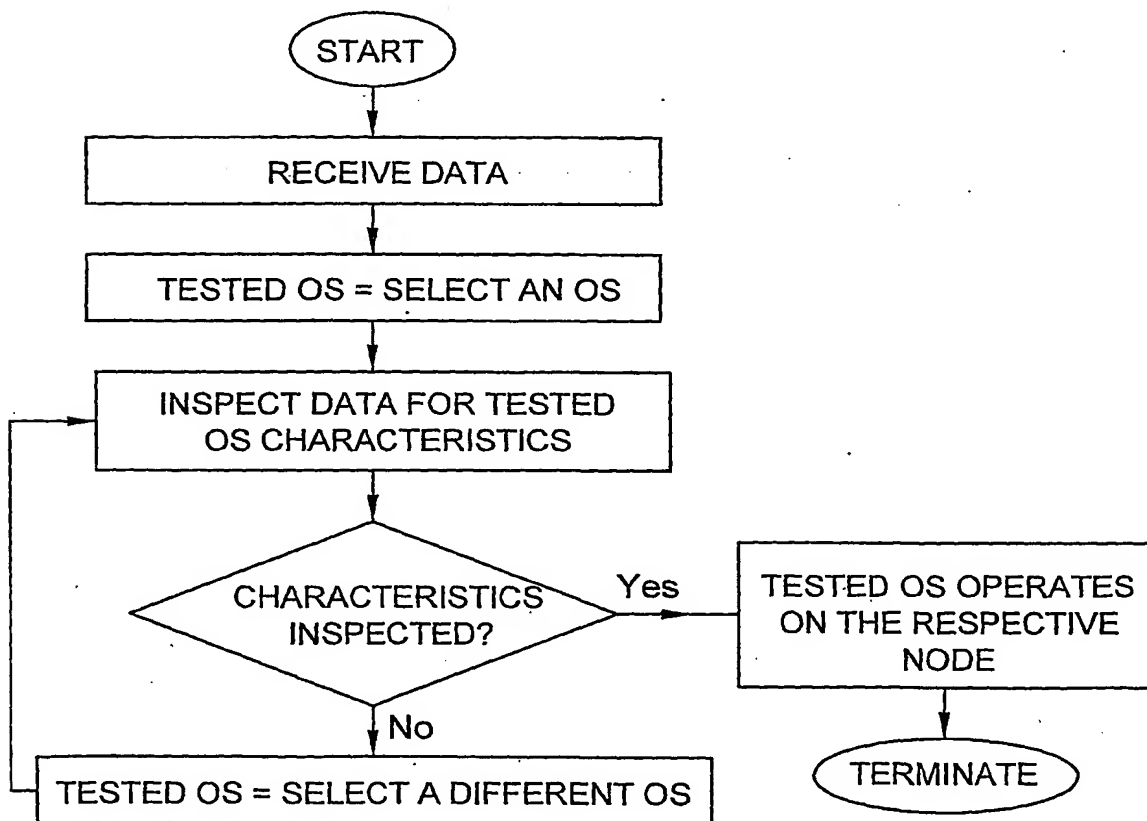 START
RECEIVE DATA
TESTED OS = SELECT AN OS
INSPECT DATA FOR TESTED
OS CHARACTERISTICS
CHARACTERISTICS
INSPECTED?
Yes
TESTED OS OPERATES
ON THE RESPECTIVE
NODE
No
TESTED OS = SELECT A DIFFERENT OS
TERMINATE